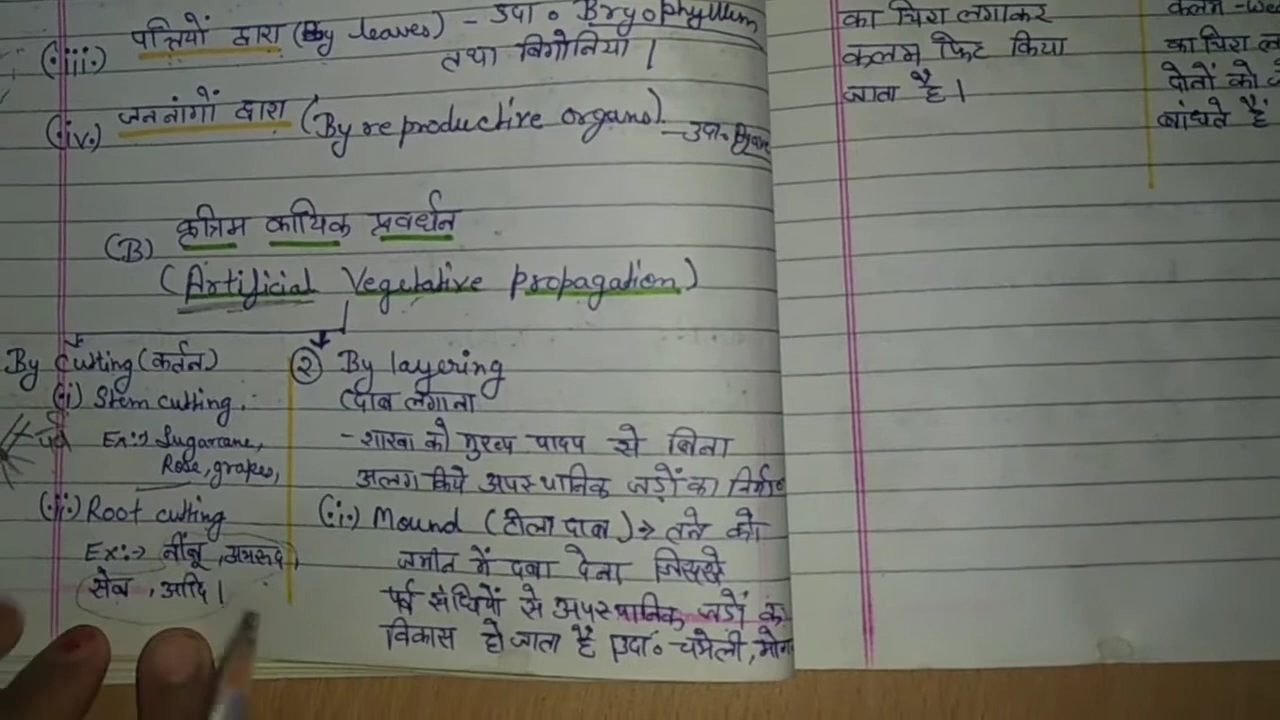 (iii) पत्तियों द्वारा (By leaves) - उदा० Bryophyllum
तथा बिगोनिया।
(iv.) जननांगों द्वारा (By reproductive organs) - उदा०
(B) कृत्रिम कायिक प्रवर्धन
(Artificial Vegetative propagation)
By Cutting (कर्तन)
(i) Stem cutting.
Ex:→ Sugarcane,
Rose, grapes,
(ii) Root cutting
Ex:→ नींबू, अमरूद,
सेब, आदि।
② By layering
(दाब लगाना
- शाखा को मुख्य पादप से बिना
अलग किये अपस्थानिक जड़ों का
(i.) Mound (टीला दाब) → तने को
जमीन में दबा देना जिससे
पर्व संधियों से अपस्थानिक जड़ों का
विकास हो जाता है। उदा० चमेली,
का चिरा लगाकर
कलम फिट किया
जाता है।
कलम
का चिरा
दोनों को
बांधते हैं